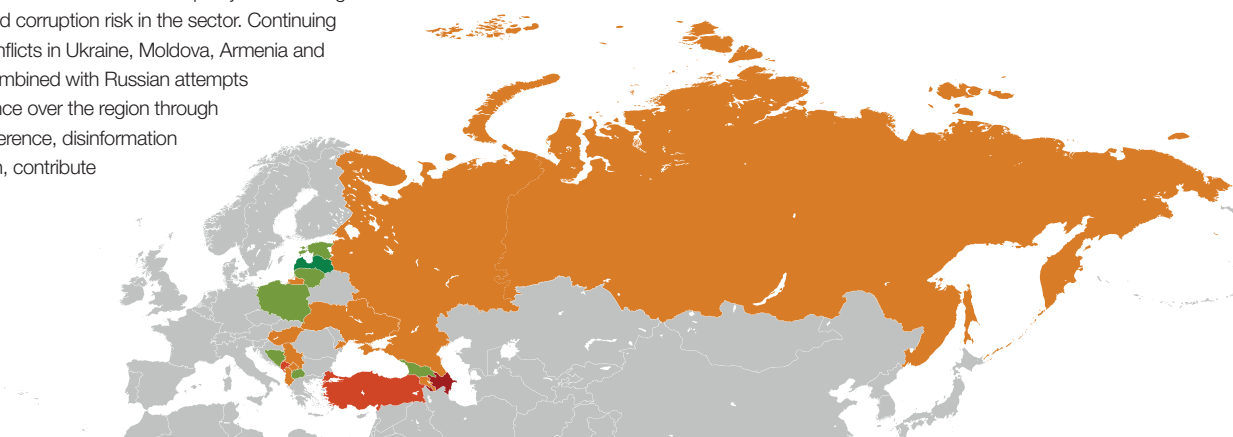 d corruption risk in the sector. Continuing
nflicts in Ukraine, Moldova, Armenia and
mbined with Russian attempts
nce over the region through
erence, disinformation
n, contribute